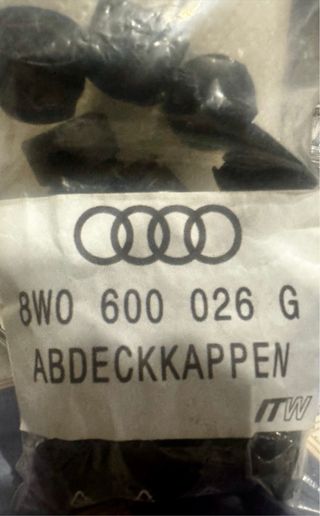 8W0 600 026 G
ABDECKKAPPEN
ITW